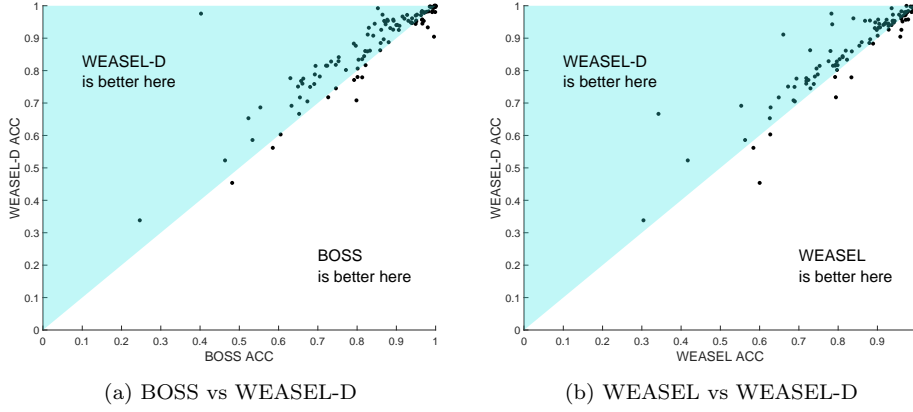 1
0.9
0.8
0.7
0.6
0.5
0.4
0.3
0.2
0.1
0
WEASEL-D ACC
WEASEL-D
is better here
BOSS
is better here
0 0.1 0.2 0.3 0.4 0.5 0.6 0.7 0.8 0.9 1
BOSS ACC
(a) BOSS vs WEASEL-D
1
0.9
0.8
0.7
0.6
0.5
0.4
0.3
0.2
0.1
0
WEASEL-D ACC
WEASEL-D
is better here
WEASEL
is better here
0 0.1 0.2 0.3 0.4 0.5 0.6 0.7 0.8 0.9
WEASEL ACC
(b) WEASEL vs WEASEL-D